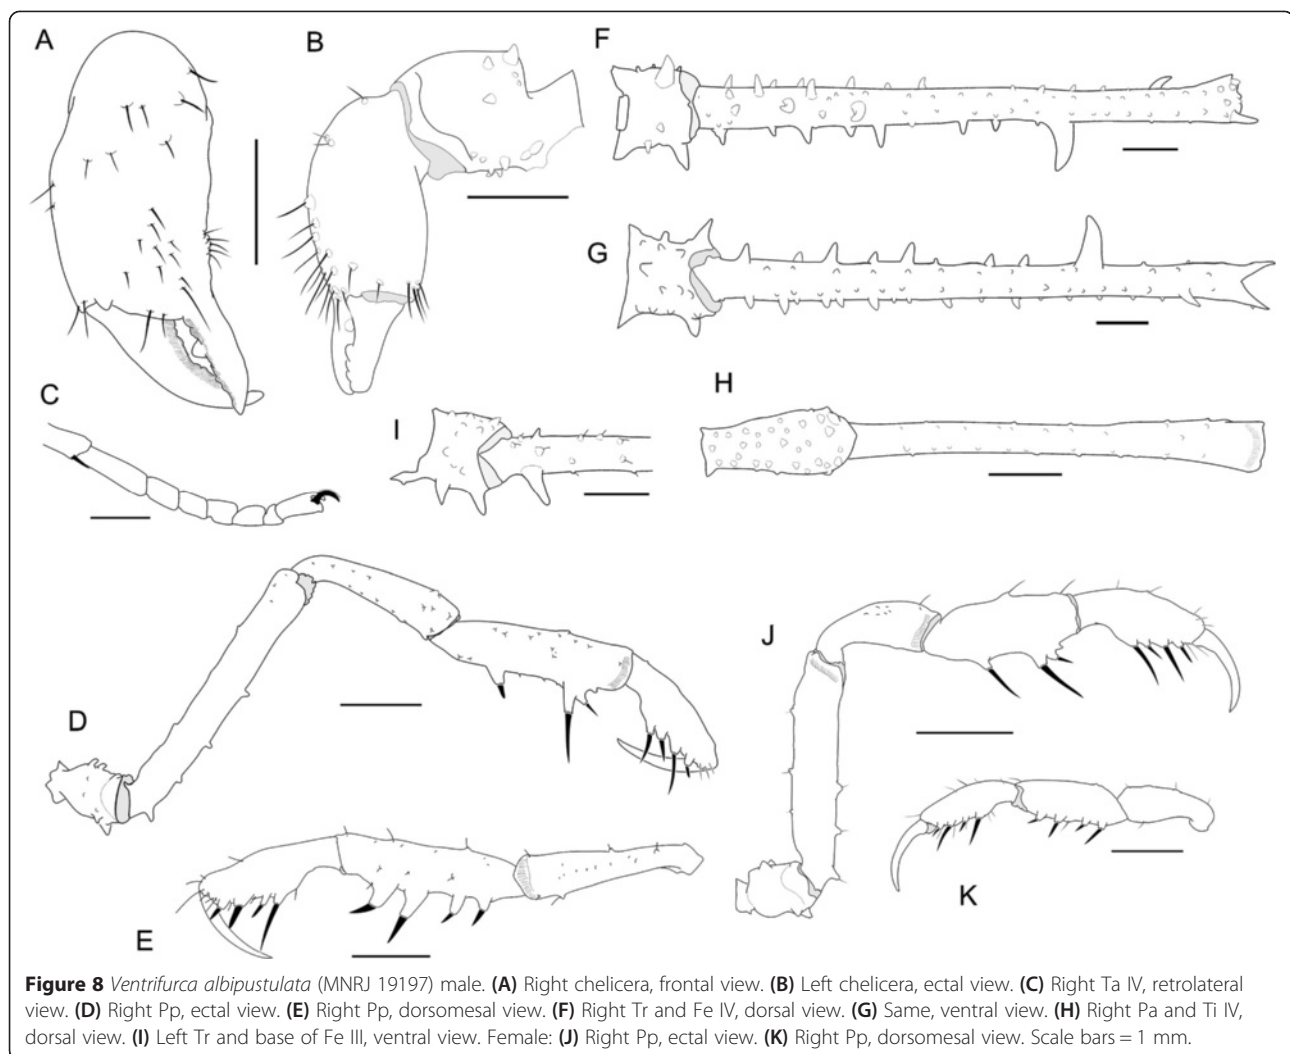 A
B
F
G
C
I
H
D
J
E
K
Figure 8 Ventrifurca albipustulata (MNRJ 19197) male. (A) Right chelicera, frontal view. (B) Left chelicera, ectal view. (C) Right Ta IV, retrolateral
view. (D) Right Pp, ectal view. (E) Right Pp, dorsomesal view. (F) Right Tr and Fe IV, dorsal view. (G) Same, ventral view. (H) Right Pa and Ti IV,
dorsal view. (I) Left Tr and base of Fe III, ventral view. Female: (J) Right Pp, ectal view. (K) Right Pp, dorsomesal view. Scale bars = 1 mm.